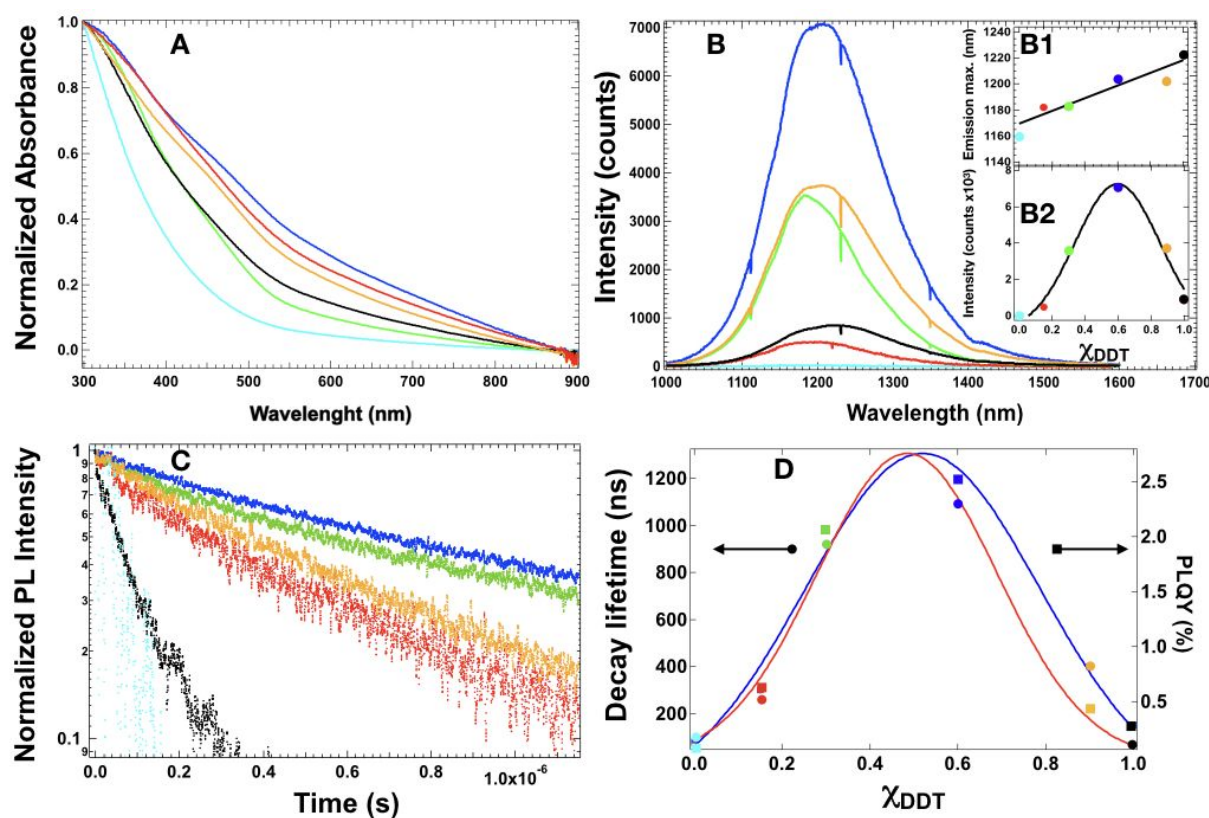 A
Normalized Absorbance
1.0
0.8
0.6
0.4
0.2
0.0
300 400 500 600 700 800 900
Wavelenght (nm)
B
Intensity (counts)
7000
6000
5000
4000
3000
2000
1000
0
1000 1100 1200 1300 1400 1500 1600 1700
Wavelength (nm)
B1
Emission max. (nm)
1240
1220
1200
1180
1160
1140
B2
Intensity (counts x10³)
8
6
4
2
0
0.0 0.2 0.4 0.6 0.8 1.0
χDDT
C
Normalized PL Intensity
1
9
8
7
6
5
4
3
2
0.1
9
0.0 0.2 0.4 0.6 0.8 1.0x10-6
Time (s)
D
Decay lifetime (ns)
1200
1000
800
600
400
200
PLQY (%)
2.5
2.0
1.5
1.0
0.5
0.0 0.2 0.4 0.6 0.8 1.0
χDDT